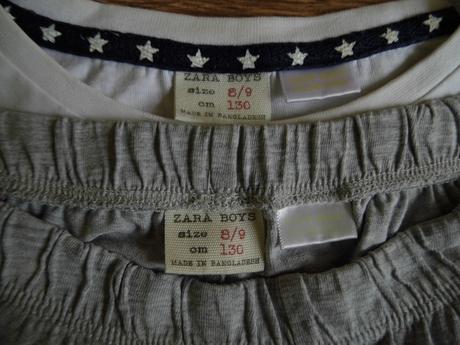 ZARA BOYS
size 8/9
cm 130
MADE IN BANGLADESH
ZARA BOYS
size 8/9
cm 130
MADE IN BANGLADESH